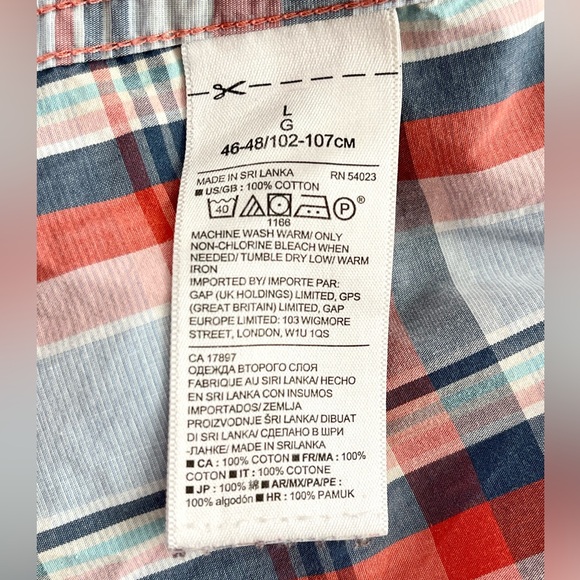 L
G
46-48/102-107CM
MADE IN SRI LANKA RN 54023
■ US/GB : 100% COTTON
40 P ®
1166
MACHINE WASH WARM/ ONLY
NON-CHLORINE BLEACH WHEN
NEEDED/ TUMBLE DRY LOW/ WARM
IRON
IMPORTED BY/ IMPORTE PAR:
GAP (UK HOLDINGS) LIMITED, GPS
(GREAT BRITAIN) LIMITED, GAP
EUROPE LIMITED: 103 WIGMORE
STREET, LONDON, W1U 1QS
CA 17897
ОДЕЖДА ВТОРОГО СЛОЯ
FABRIQUE AU SRI LANKA/ HECHO
EN SRI LANKA CON INSUMOS
IMPORTADOS/ ZEMLJA
PROIZVODNJE ŠRI LANKA/ DIBUAT
DI SRI LANKA/ СДЕЛАНО В ШРИ
-ЛАНКЕ/ MADE IN SRILANKA
■ CA : 100% COTTON ■ FR/MA : 100%
COTON ■ IT : 100% COTONE
■ JP : 100% 綿 ■ AR/MX/PA/PE :
100% algodón ■ HR : 100% PAMUK